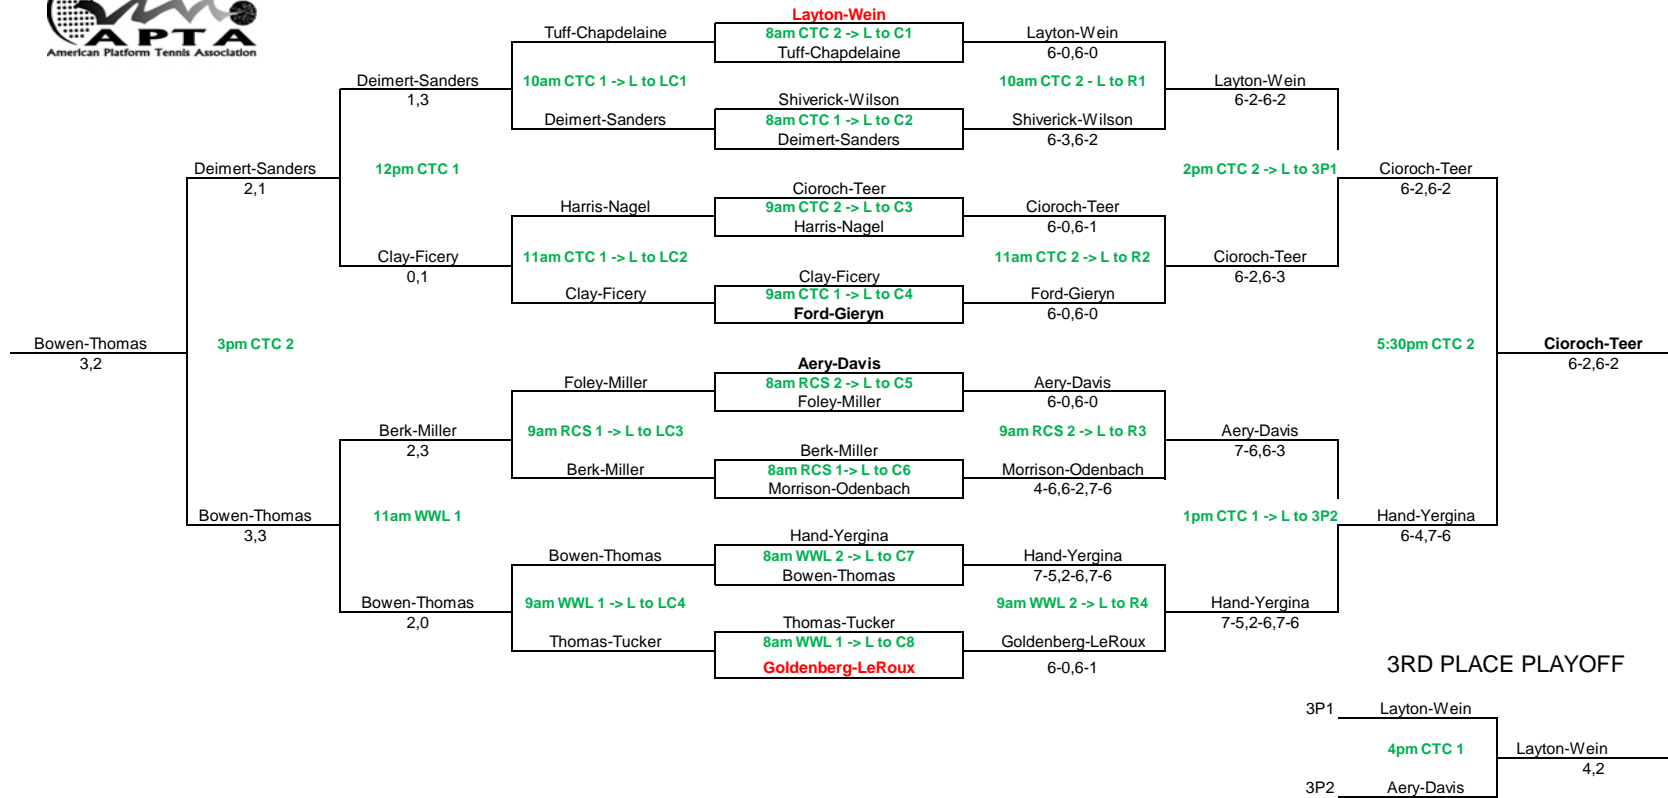 APTA
American Platform Tennis Association
Layton-Wein
Tuff-Chapdelaine
8am CTC 2 -> L to C1
Layton-Wein
Tuff-Chapdelaine
6-0,6-0
Deimert-Sanders
10am CTC 1 -> L to LC1
10am CTC 2 - L to R1
Layton-Wein
1,3
Shiverick-Wilson
6-2-6-2
Deimert-Sanders
8am CTC 1 -> L to C2
Shiverick-Wilson
Deimert-Sanders
6-3,6-2
Deimert-Sanders
12pm CTC 1
2pm CTC 2 -> L to 3P1
Cioroch-Teer
2,1
Cioroch-Teer
6-2,6-2
Harris-Nagel
9am CTC 2 -> L to C3
Cioroch-Teer
Harris-Nagel
6-0,6-1
Clay-Ficery
11am CTC 1 -> L to LC2
11am CTC 2 -> L to R2
Cioroch-Teer
0,1
Clay-Ficery
6-2,6-3
Clay-Ficery
9am CTC 1 -> L to C4
Ford-Gieryn
Ford-Gieryn
6-0,6-0
Bowen-Thomas
3pm CTC 2
5:30pm CTC 2
Cioroch-Teer
3,2
Aery-Davis
6-2,6-2
Foley-Miller
8am RCS 2 -> L to C5
Aery-Davis
Foley-Miller
6-0,6-0
Berk-Miller
9am RCS 1 -> L to LC3
9am RCS 2 -> L to R3
Aery-Davis
2,3
Berk-Miller
7-6,6-3
Berk-Miller
8am RCS 1-> L to C6
Morrison-Odenbach
Morrison-Odenbach
4-6,6-2,7-6
Bowen-Thomas
11am WWL 1
1pm CTC 1 -> L to 3P2
Hand-Yergina
3,3
Hand-Yergina
6-4,7-6
Bowen-Thomas
8am WWL 2 -> L to C7
Hand-Yergina
Bowen-Thomas
7-5,2-6,7-6
Bowen-Thomas
9am WWL 1 -> L to LC4
9am WWL 2 -> L to R4
Hand-Yergina
2,0
Thomas-Tucker
7-5,2-6,7-6
Thomas-Tucker
8am WWL 1 -> L to C8
Goldenberg-LeRoux
Goldenberg-LeRoux
6-0,6-1
3RD PLACE PLAYOFF
3P1
Layton-Wein
4pm CTC 1
Layton-Wein
4,2
3P2
Aery-Davis